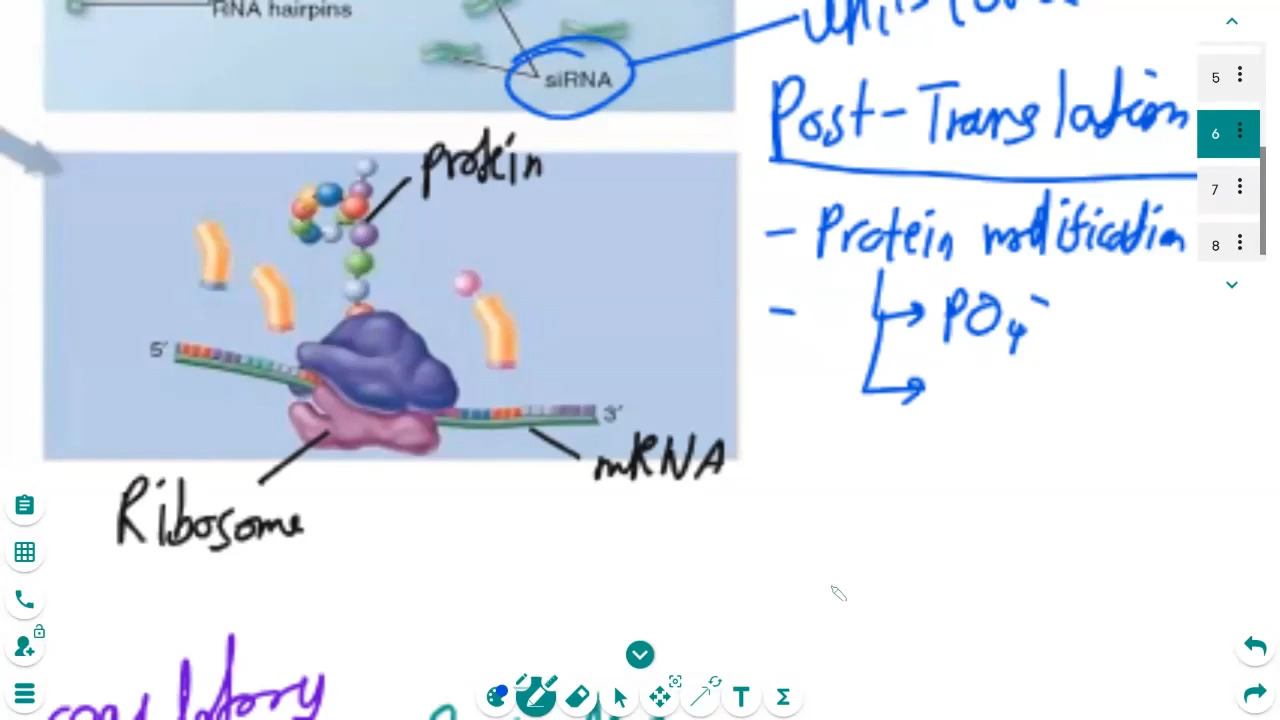 RNA hairpins
siRNA
Post-Translation
- Protein modification
- PO4-
protein
5'
3'
mRNA
Ribosome
5
6
7
8
T
Σ